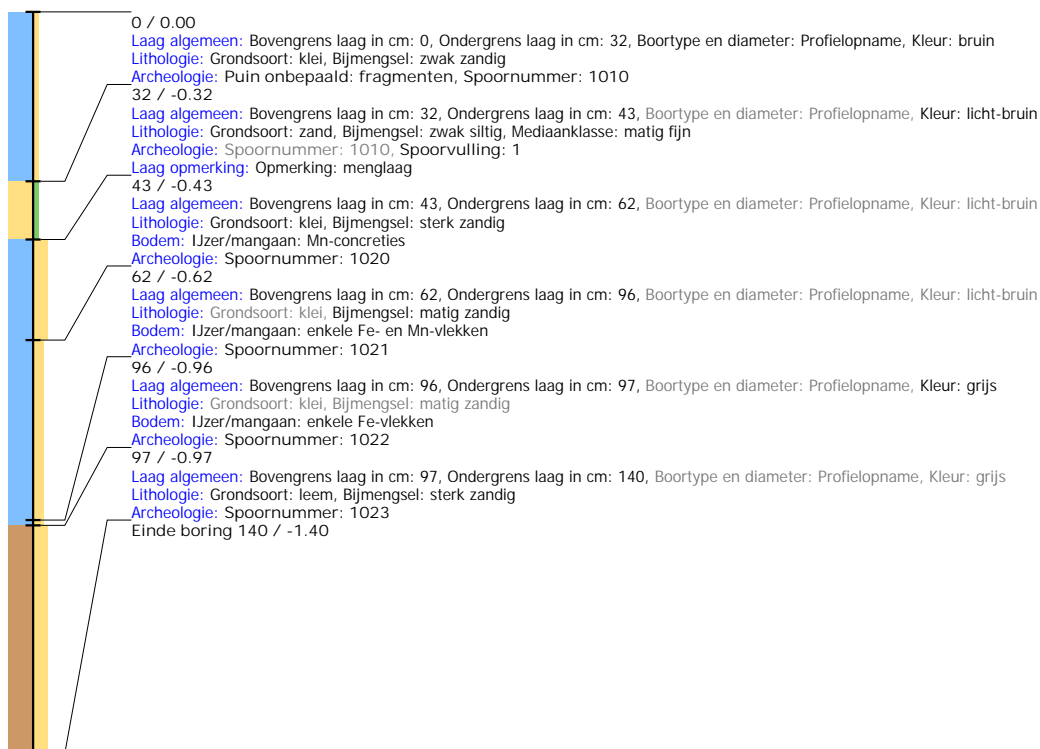 0 / 0.00
Laag algemeen: Bovengrens laag in cm: 0, Ondergrens laag in cm: 32, Boortype en diameter: Profielopname, Kleur: bruin
Lithologie: Grondsoort: klei, Bijmengsel: zwak zandig
Archeologie: Puin onbepaald: fragmenten, Spoornummer: 1010
32 / -0.32
Laag algemeen: Bovengrens laag in cm: 32, Ondergrens laag in cm: 43, Boortype en diameter: Profielopname, Kleur: licht-bruin
Lithologie: Grondsoort: zand, Bijmengsel: zwak siltig, Mediaanklasse: matig fijn
Archeologie: Spoornummer: 1010, Spoorvulling: 1
Laag opmerking: Opmerking: menglaag
43 / -0.43
Laag algemeen: Bovengrens laag in cm: 43, Ondergrens laag in cm: 62, Boortype en diameter: Profielopname, Kleur: licht-bruin
Lithologie: Grondsoort: klei, Bijmengsel: sterk zandig
Bodem: IJzer/mangaan: Mn-concreties
Archeologie: Spoornummer: 1020
62 / -0.62
Laag algemeen: Bovengrens laag in cm: 62, Ondergrens laag in cm: 96, Boortype en diameter: Profielopname, Kleur: licht-bruin
Lithologie: Grondsoort: klei, Bijmengsel: matig zandig
Bodem: IJzer/mangaan: enkele Fe- en Mn-vlekken
Archeologie: Spoornummer: 1021
96 / -0.96
Laag algemeen: Bovengrens laag in cm: 96, Ondergrens laag in cm: 97, Boortype en diameter: Profielopname, Kleur: grijs
Lithologie: Grondsoort: klei, Bijmengsel: matig zandig
Bodem: IJzer/mangaan: enkele Fe-vlekken
Archeologie: Spoornummer: 1022
97 / -0.97
Laag algemeen: Bovengrens laag in cm: 97, Ondergrens laag in cm: 140, Boortype en diameter: Profielopname, Kleur: grijs
Lithologie: Grondsoort: leem, Bijmengsel: sterk zandig
Archeologie: Spoornummer: 1023
Einde boring 140 / -1.40